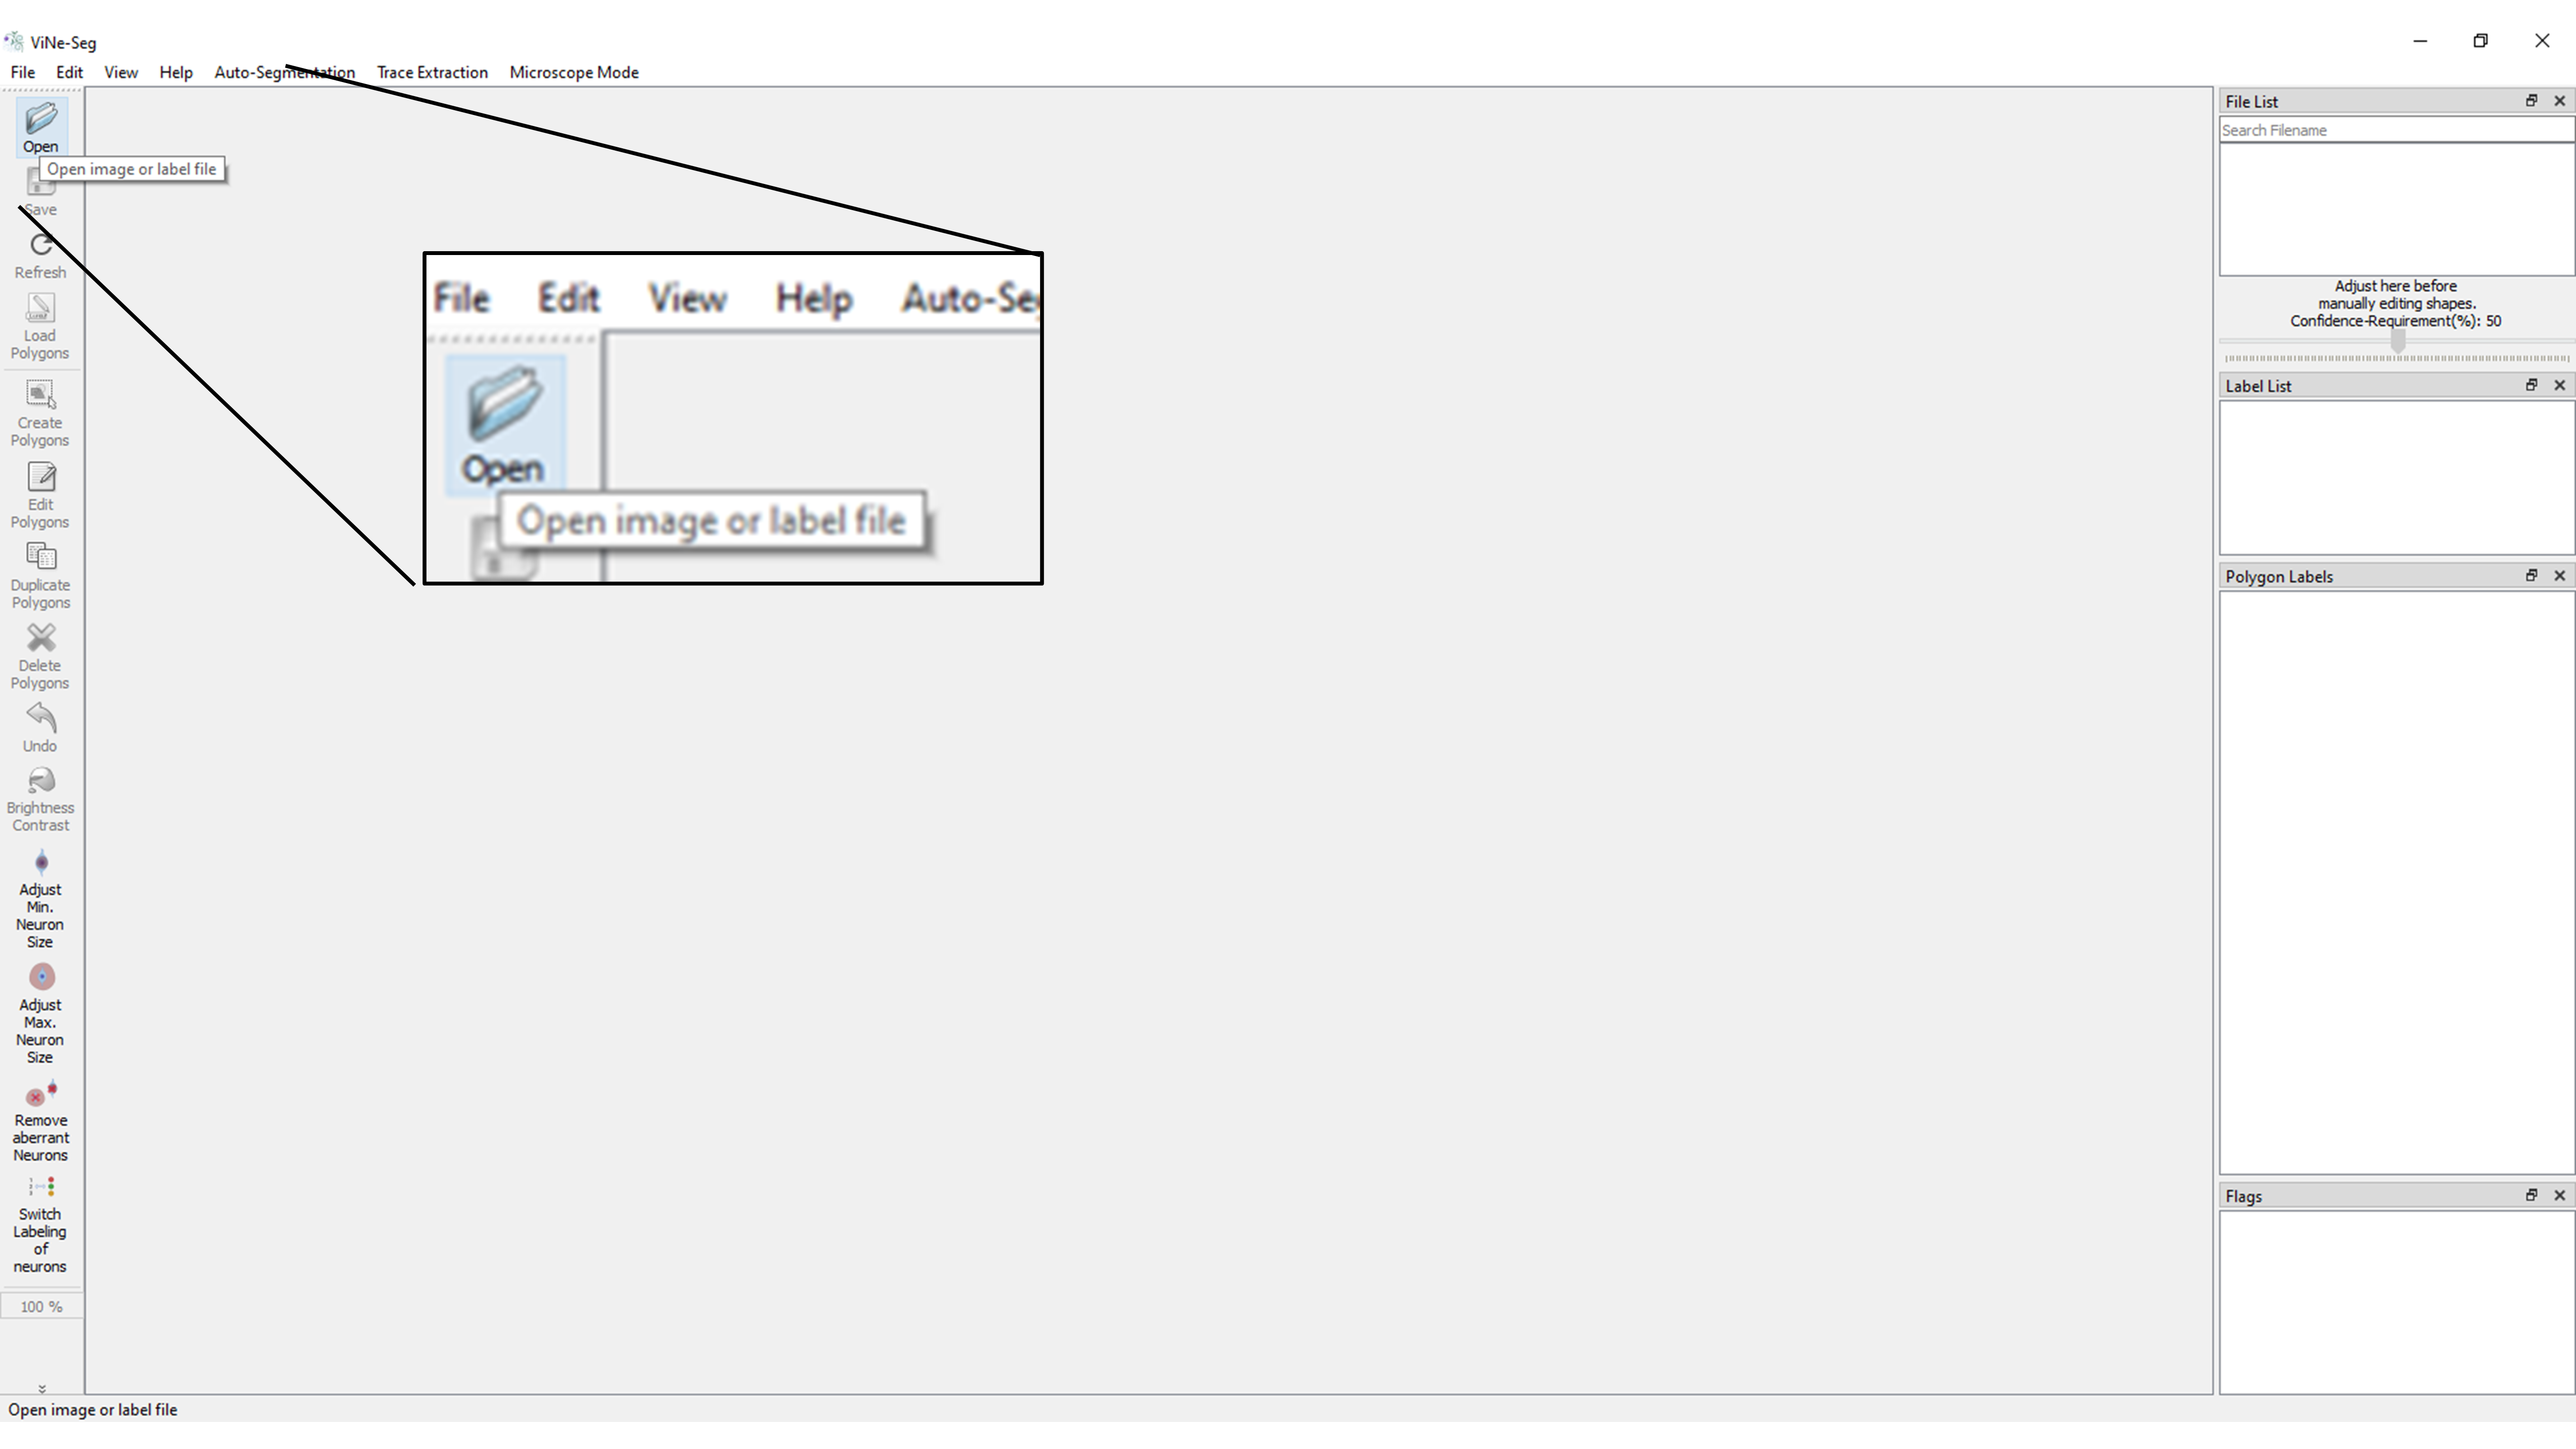 ViNe-Seg
File Edit View Help Auto-Segmentation Trace Extraction Microscope Mode
Open
Open image or label file
Save
Refresh
Load
Polygons
Create
Polygons
Edit
Polygons
Duplicate
Polygons
Delete
Polygons
Undo
Brightness
Contrast
Adjust
Min.
Neuron
Size
Adjust
Max.
Neuron
Size
Remove
aberrant
Neurons
Switch
Labeling
of
neurons
100 %
File Edit View Help Auto-Se
Open
Open image or label file
File List
Search Filename
Adjust here before
manually editing shapes.
Confidence-Requirement(%): 50
Label List
Polygon Labels
Flags
Open image or label file